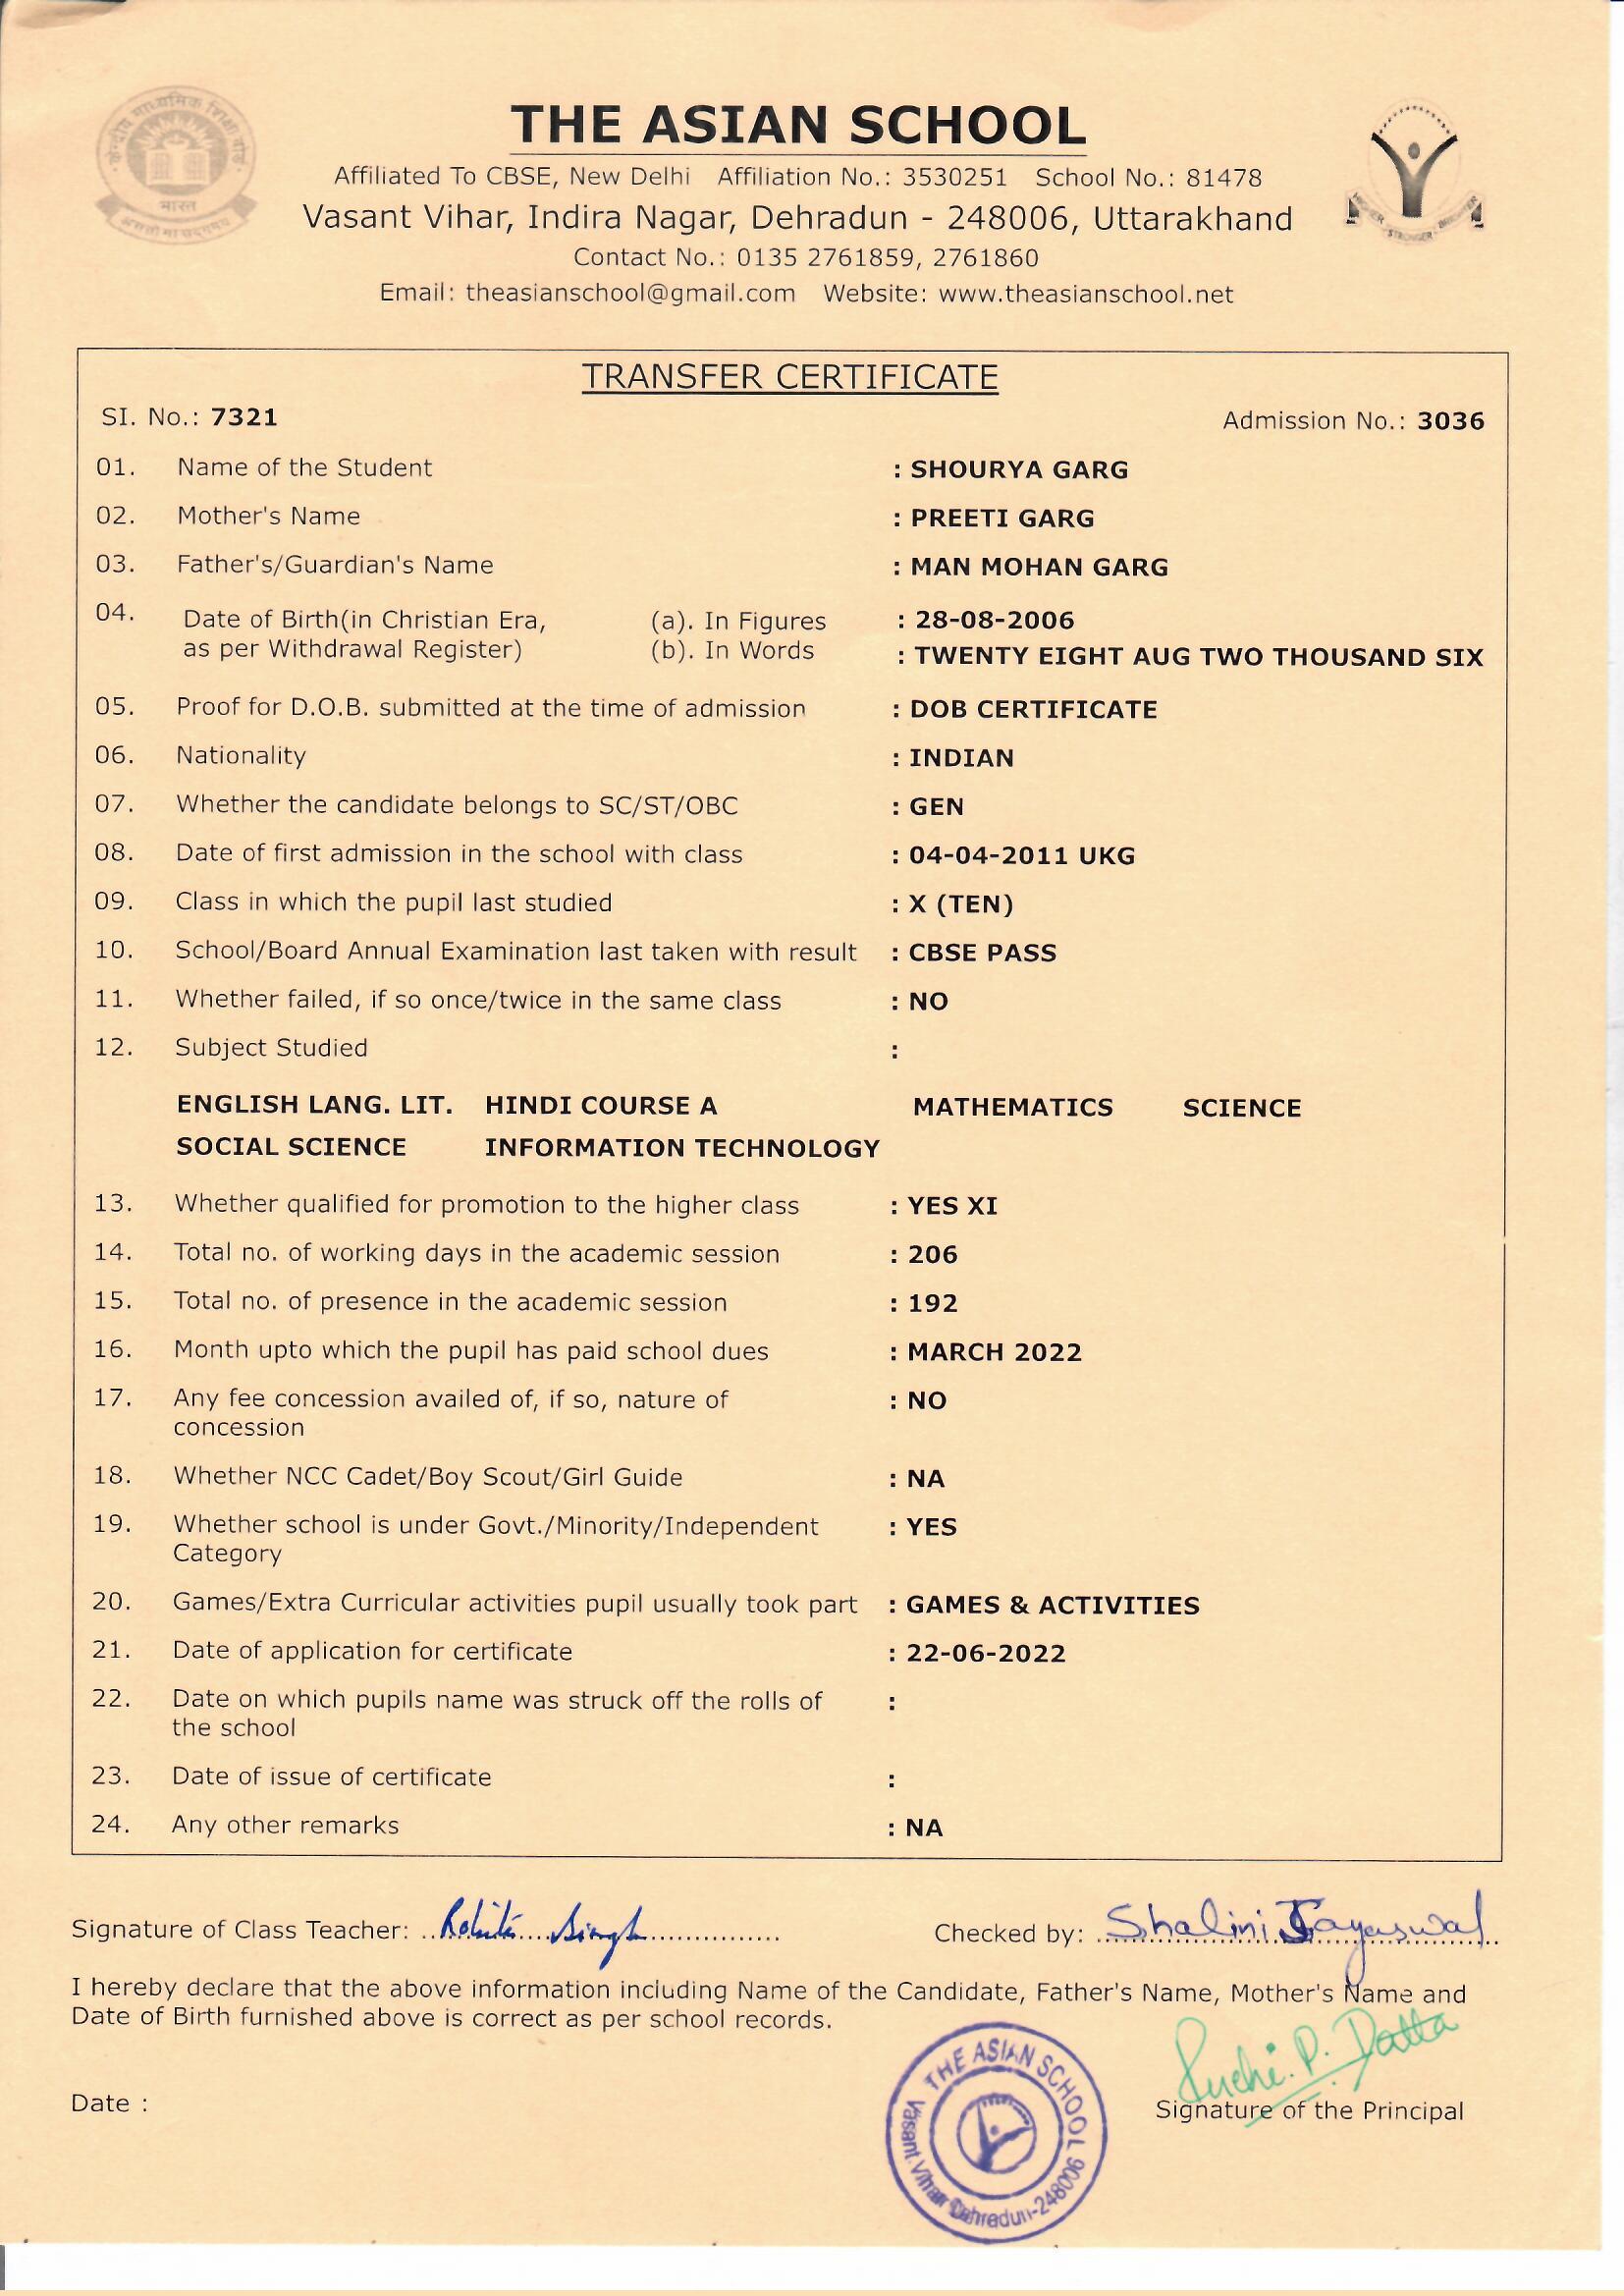 केन्द्रीय माध्यमिक शिक्षा बोर्ड
भारत
असतो मा सद्गमय
THE ASIAN SCHOOL
Affiliated To CBSE, New Delhi Affiliation No.: 3530251 School No.: 81478
Vasant Vihar, Indira Nagar, Dehradun - 248006, Uttarakhand
Contact No.: 0135 2761859, 2761860
Email: theasianschool@gmail.com Website: www.theasianschool.net
STRONGER
TRANSFER CERTIFICATE
SI. No.: 7321 Admission No.: 3036
01. Name of the Student : SHOURYA GARG
02. Mother's Name : PREETI GARG
03. Father's/Guardian's Name : MAN MOHAN GARG
04. Date of Birth(in Christian Era, (a). In Figures : 28-08-2006
as per Withdrawal Register) (b). In Words : TWENTY EIGHT AUG TWO THOUSAND SIX
05. Proof for D.O.B. submitted at the time of admission : DOB CERTIFICATE
06. Nationality : INDIAN
07. Whether the candidate belongs to SC/ST/OBC : GEN
08. Date of first admission in the school with class : 04-04-2011 UKG
09. Class in which the pupil last studied : X (TEN)
10. School/Board Annual Examination last taken with result : CBSE PASS
11. Whether failed, if so once/twice in the same class : NO
12. Subject Studied :
ENGLISH LANG. LIT. HINDI COURSE A MATHEMATICS SCIENCE
SOCIAL SCIENCE INFORMATION TECHNOLOGY
13. Whether qualified for promotion to the higher class : YES XI
14. Total no. of working days in the academic session : 206
15. Total no. of presence in the academic session : 192
16. Month upto which the pupil has paid school dues : MARCH 2022
17. Any fee concession availed of, if so, nature of : NO
concession
18. Whether NCC Cadet/Boy Scout/Girl Guide : NA
19. Whether school is under Govt./Minority/Independent : YES
Category
20. Games/Extra Curricular activities pupil usually took part : GAMES & ACTIVITIES
21. Date of application for certificate : 22-06-2022
22. Date on which pupils name was struck off the rolls of :
the school
23. Date of issue of certificate :
24. Any other remarks : NA
Signature of Class Teacher: Singh Checked by: Shalini Jayaswal
I hereby declare that the above information including Name of the Candidate, Father's Name, Mother's Name and
Date of Birth furnished above is correct as per school records.
Ruchi. P. Datta
Date : Signature of the Principal
THE ASIAN SCHOOL
Vasant Vihar Dehradun-248006